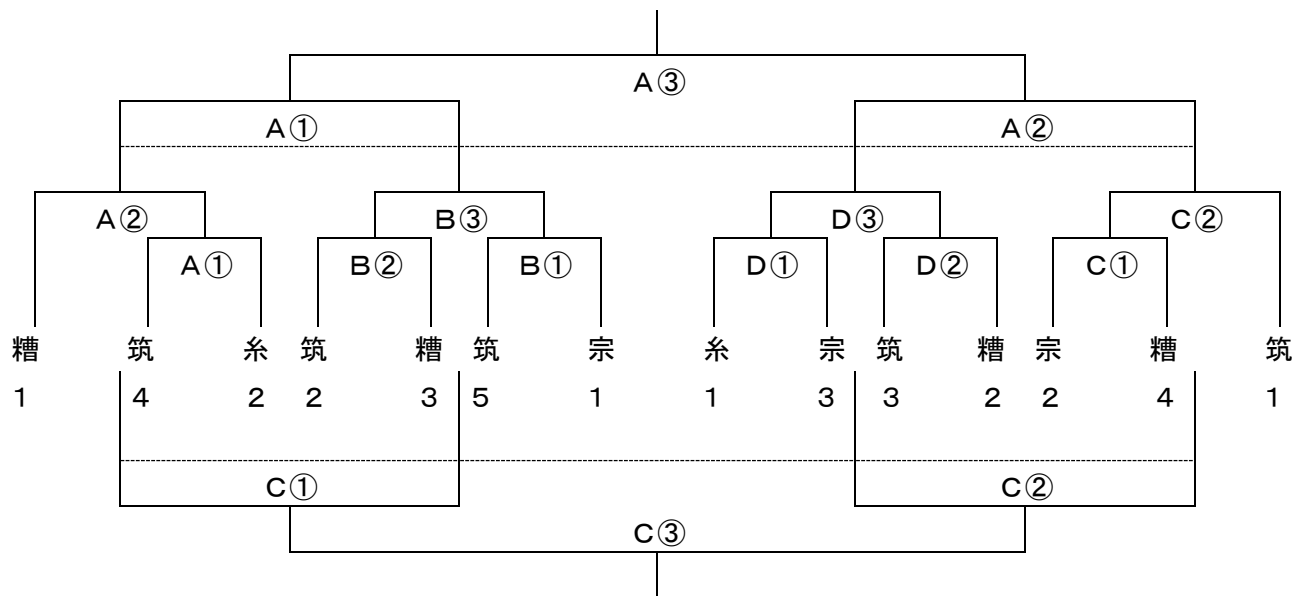 A③
A① A②
A② B③ D③ C②
A① B② B① D① D② C①
糟 筑 糸 筑 糟 筑 宗 糸 宗 筑 糟 宗 糟 筑
1 4 2 2 3 5 1 1 3 3 2 2 4 1
C① C②
C③